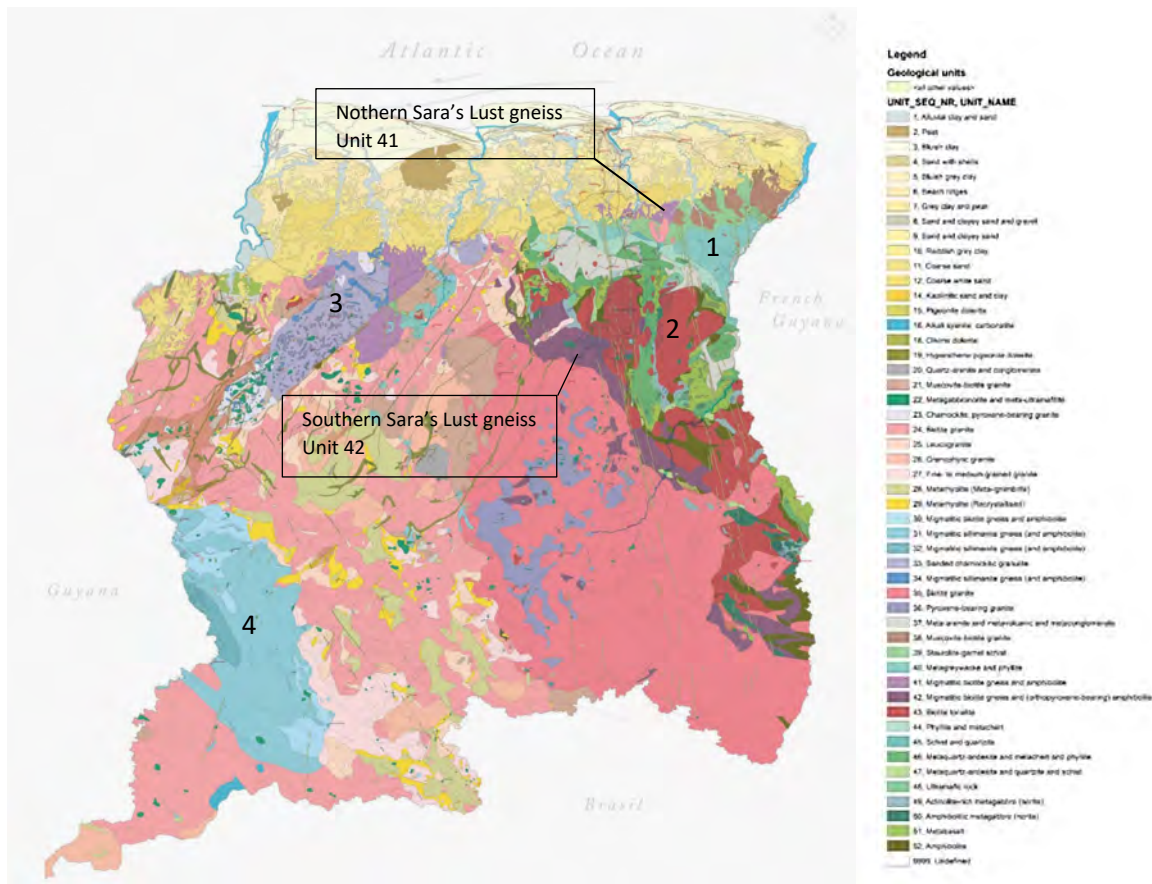 Atlantic Ocean
Nothern Sara's Lust gneiss
Unit 41
1
French
Guyana
3
2
Southern Sara's Lust gneiss
Unit 42
Guyana
4
Brasil
Legend
Geological units
<all other values>
UNIT_SEQ_NR, UNIT_NAME
1, Alluvial clay and sand
2, Peat
3, Bluish clay
4, Sand with shells
5, Bluish grey clay
6, Beach ridges
7, Grey clay and peat
8, Sand and clayey sand and gravel
9, Sand and clayey sand
10, Reddish grey clay
11, Coarse sand
12, Coarse white sand
14, Kaolinitic sand and clay
15, Pigeonite dolerite
16, Alkali syenite, carbonatite
18, Olivine dolerite
19, Hypersthene-pigeonite dolerite
20, Quartz-arenite and conglomerate
21, Muscovite-biotite granite
22, Metagabbronorite and meta-ultramafitite
23, Charnockite, pyroxene-bearing granite
24, Biotite granite
25, Leucogranite
26, Granophyric granite
27, Fine- to medium-grained granite
28, Metarhyolite (Meta-ignimbrite)
29, Metarhyolite (Recrystallised)
30, Migmatitic biotite gneiss and amphibolite
31, Migmatitic sillimanite gneiss (and amphibolite)
32, Migmatitic sillimanite gneiss (and amphibolite)
33, Banded charnockitic granulite
34, Migmatitic sillimanite gneiss (and amphibolite)
35, Biotite granite
36, Pyroxene-bearing granite
37, Meta-arenite and metavolcanic and metaconglomerate
38, Muscovite-biotite granite
39, Staurolite-garnet schist
40, Metagreywacke and phyllite
41, Migmatitic biotite gneiss and amphibolite
42, Migmatitic biotite gneiss and (orthopyroxene-bearing) amphibolite
43, Biotite tonalite
44, Phyllite and metachert
45, Schist and quartzite
46, Metaquartz-andesite and metachert and phyllite
47, Metaquartz-andesite and quartzite and schist
48, Ultramafic rock
49, Actinolite-rich metagabbro (norite)
50, Amphibolitic metagabbro (norite)
51, Metabasalt
52, Amphibolite
9999, Undefined